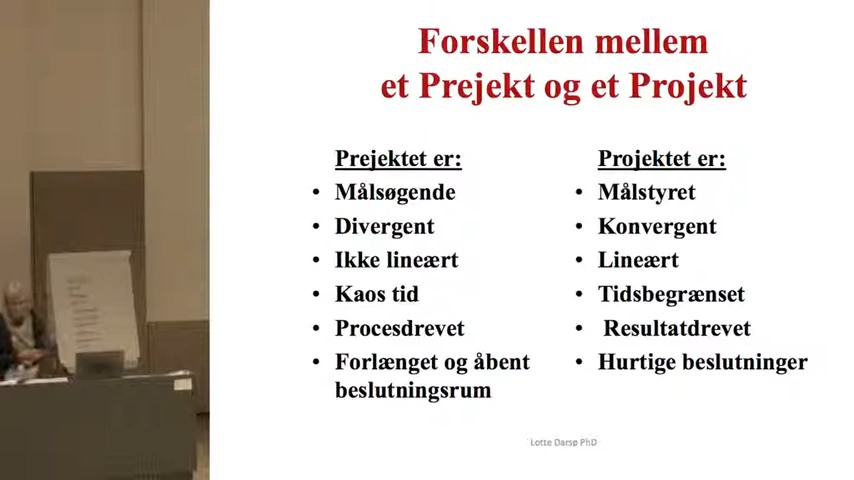 Forskellen mellem
et Prejekt og et Projekt
Prejektet er:
• Målsøgende
• Divergent
• Ikke lineært
• Kaos tid
• Procesdrevet
• Forlænget og åbent
beslutningsrum
Projektet er:
• Målstyret
• Konvergent
• Lineært
• Tidsbegrænset
• Resultatdrevet
• Hurtige beslutninger
Lotte Darsø PhD